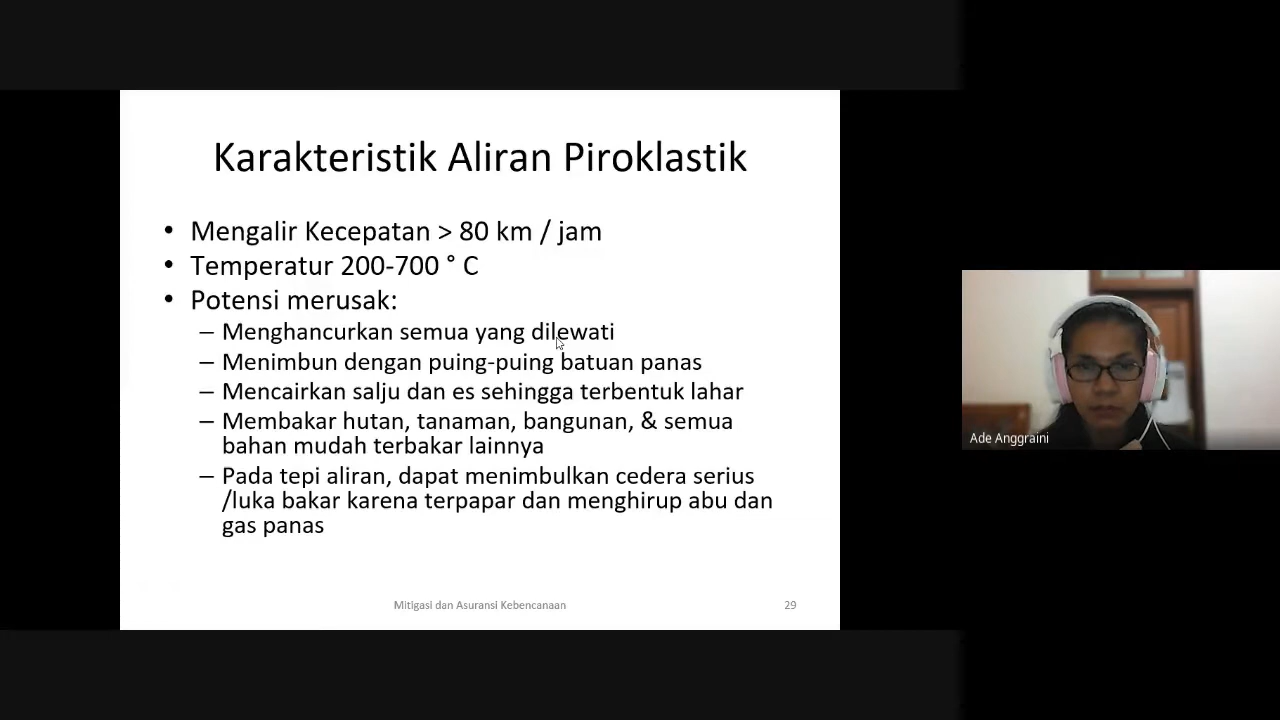 Karakteristik Aliran Piroklastik
• Mengalir Kecepatan > 80 km / jam
• Temperatur 200-700 ° C
• Potensi merusak:
– Menghancurkan semua yang dilewati
– Menimbun dengan puing-puing batuan panas
– Mencairkan salju dan es sehingga terbentuk lahar
– Membakar hutan, tanaman, bangunan, & semua
bahan mudah terbakar lainnya
– Pada tepi aliran, dapat menimbulkan cedera serius
/luka bakar karena terpapar dan menghirup abu dan
gas panas
Mitigasi dan Asuransi Kebencanaan
29
Ade Anggraini